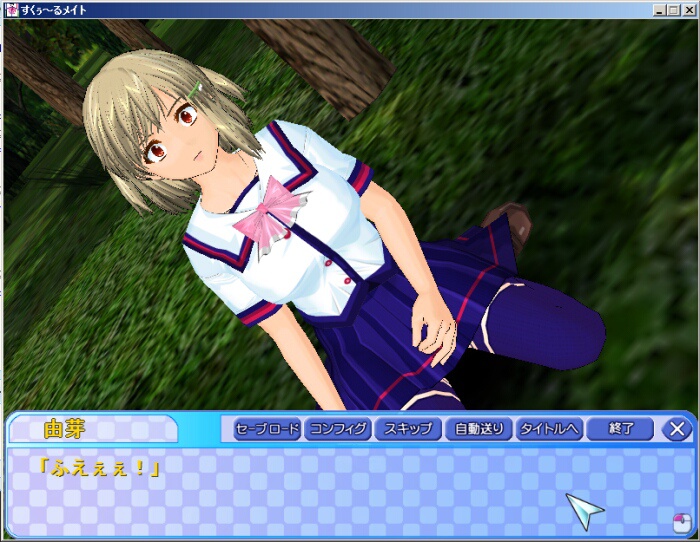 すくぅ～るメイト
由芽
セーブロード コンフィグ スキップ 自動送り タイトルへ 終了
「ふえぇぇ！」